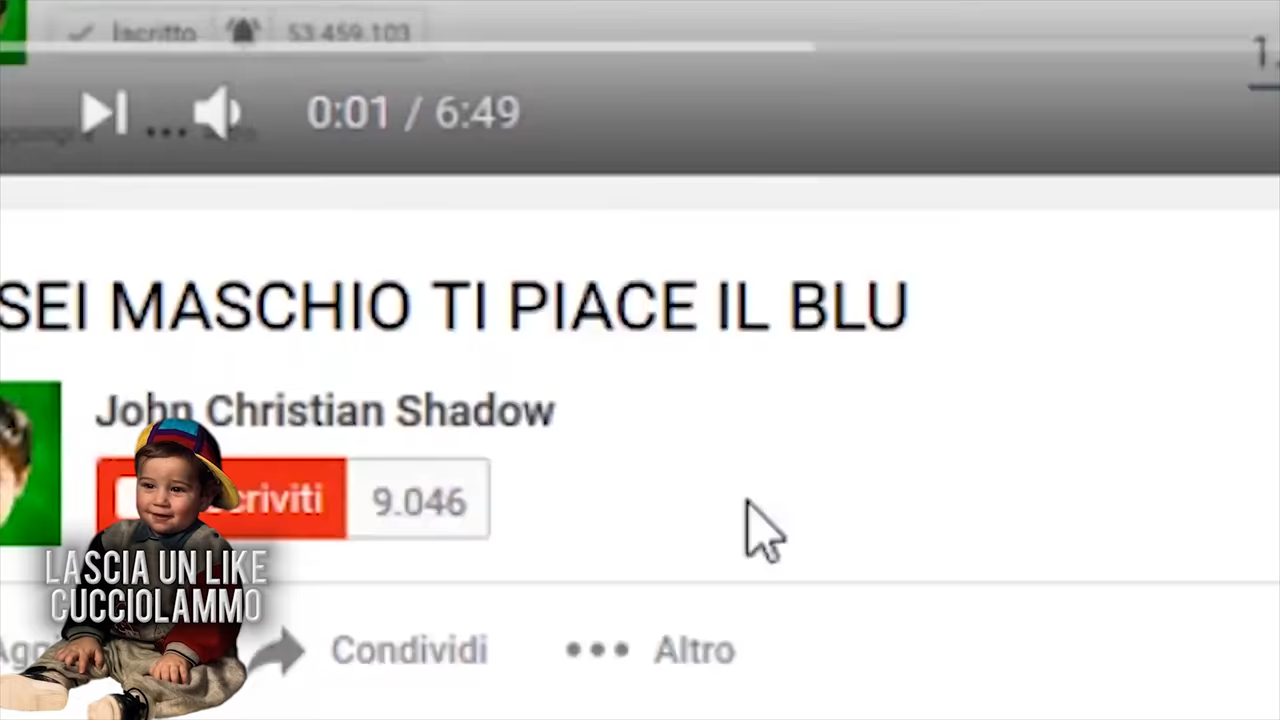 Iscritto 53.459.103
0:01 / 6:49
SEI MASCHIO TI PIACE IL BLU
John Christian Shadow
9.046
LASCIA UN LIKE
CUCCIOLAMMO
Condividi ••• Altro